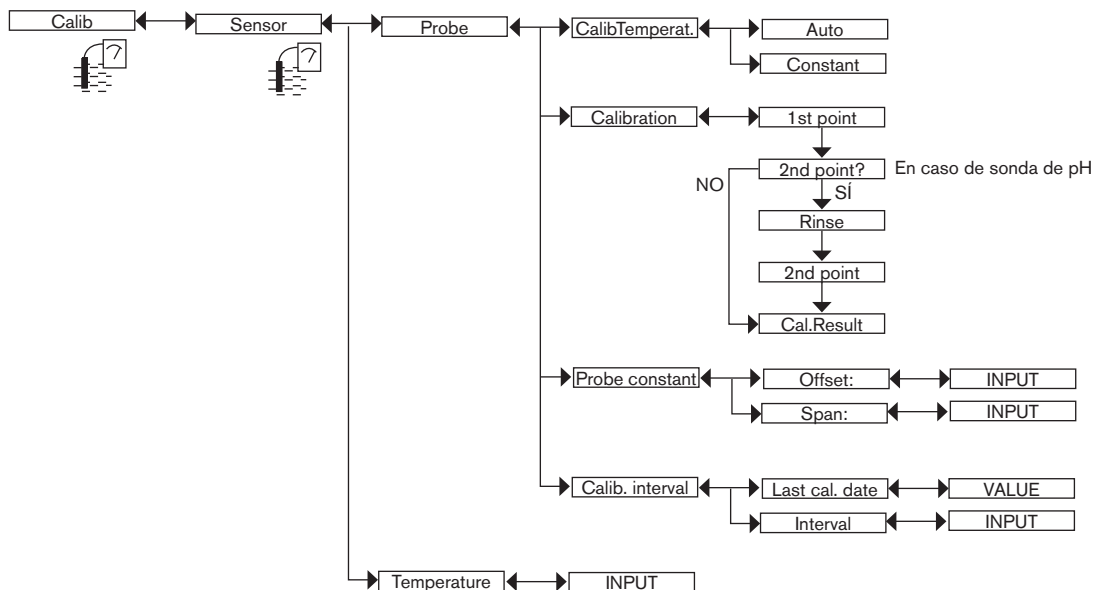 Calib
Sensor
Probe
CalibTemperat.
Auto
Constant
Calibration
1st point
2nd point?
En caso de sonda de pH
NO
SÍ
Rinse
2nd point
Cal.Result
Probe constant
Offset:
INPUT
Span:
INPUT
Calib. interval
Last cal. date
VALUE
Interval
INPUT
Temperature
INPUT